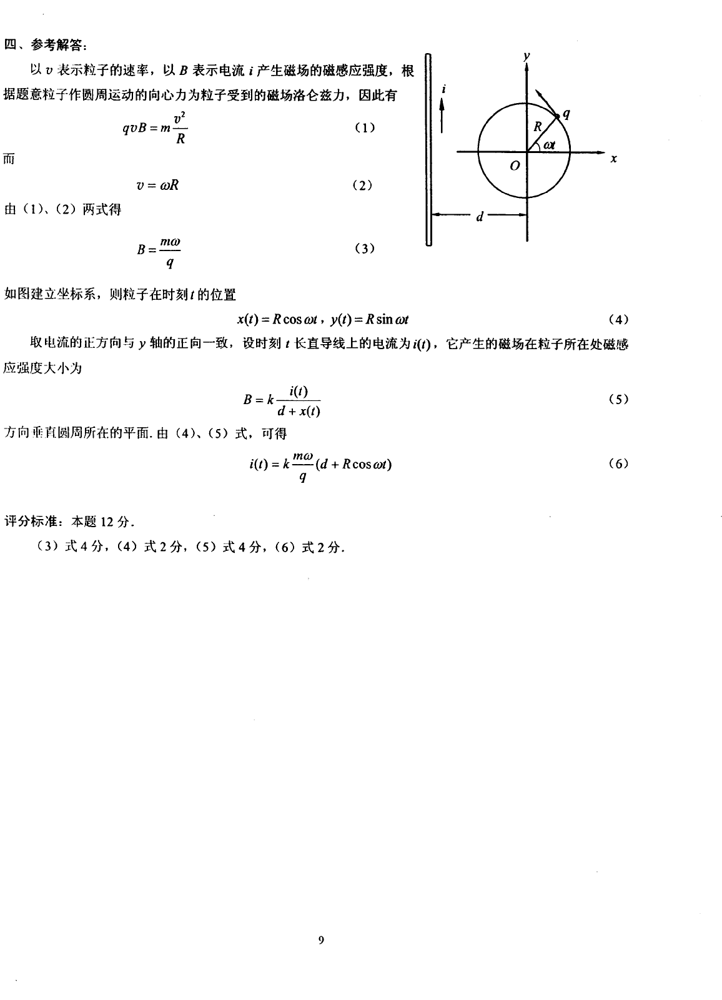 四、参考解答：
以 v 表示粒子的速率，以 B 表示电流 i 产生磁场的磁感应强度，根
据题意粒子作圆周运动的向心力为粒子受到的磁场洛仑兹力，因此有
qvB = m v²/R （1）
而
v = ωR （2）
由（1）、（2）两式得
B = mω/q （3）
i
y
q
R
ωt
O
x
d
如图建立坐标系，则粒子在时刻 t 的位置
x(t) = R cos ωt，y(t) = R sin ωt （4）
取电流的正方向与 y 轴的正向一致，设时刻 t 长直导线上的电流为 i(t)，它产生的磁场在粒子所在处磁感
应强度大小为
B = k i(t)/(d + x(t)) （5）
方向垂直圆周所在的平面. 由（4）、（5）式，可得
i(t) = k mω/q (d + R cos ωt) （6）
评分标准：本题 12 分.
（3）式 4 分，（4）式 2 分，（5）式 4 分，（6）式 2 分.
9